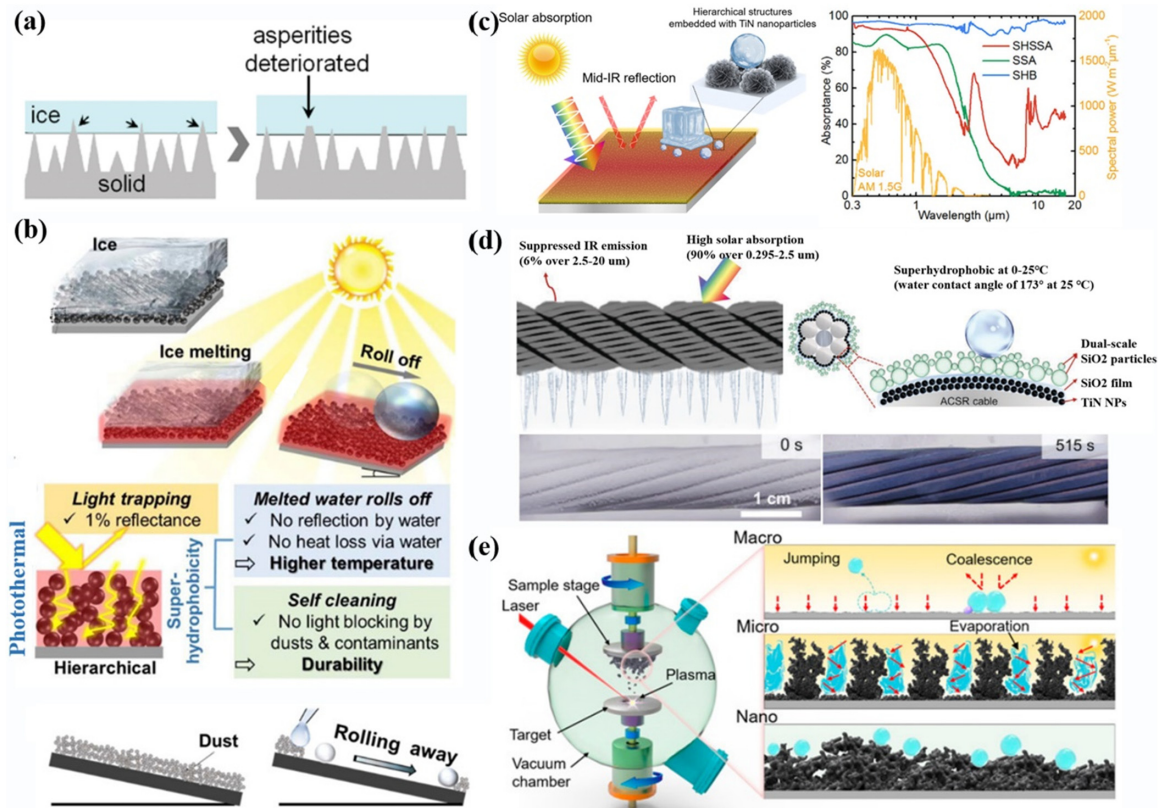 (a)
asperities
deteriorated
ice
solid
(b)
Ice
Ice melting
Roll off
Photothermal
Light trapping
✓ 1% reflectance
Hierarchical
Super-
hydrophobicity
Melted water rolls off
✓ No reflection by water
✓ No heat loss via water
⇨ Higher temperature
Self cleaning
✓ No light blocking by
dusts & contaminants
⇨ Durability
Dust
Rolling away
(c)
Solar absorption
Mid-IR reflection
Hierarchical structures
embedded with TiN nanoparticles
Absorptance (%)
100
80
60
40
20
0
SHSSA
SSA
SHB
Solar
AM 1.5G
0.3
1
10
20
Wavelength (μm)
2000
1500
1000
500
0
Spectral power (W m⁻² μm⁻¹)
(d)
Suppressed IR emission
(6% over 2.5-20 um)
High solar absorption
(90% over 0.295-2.5 um)
Superhydrophobic at 0-25℃
(water contact angle of 173° at 25 ℃)
Dual-scale
SiO2 particles
SiO2 film
TiN NPs
ACSR cable
0 s
1 cm
515 s
(e)
Sample stage
Laser
Plasma
Target
Vacuum
chamber
Macro
Jumping
Coalescence
Micro
Evaporation
Nano